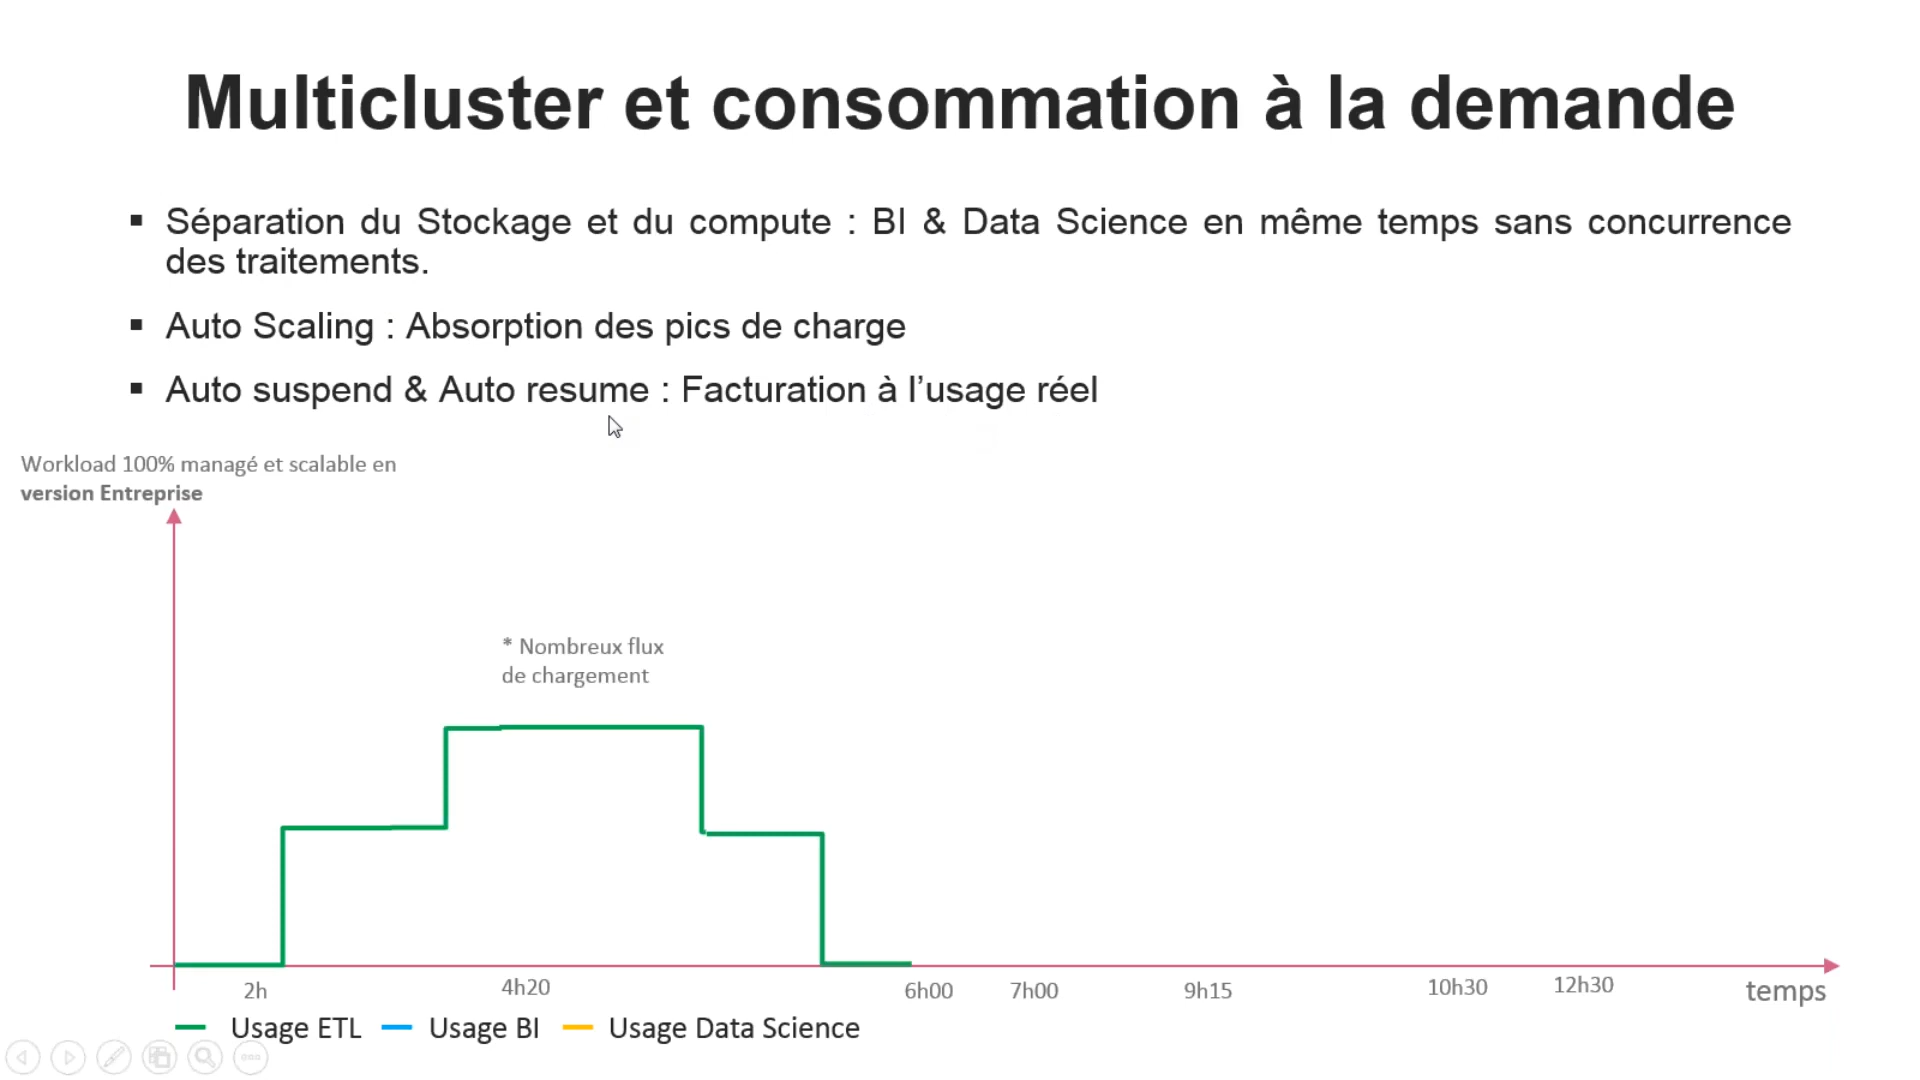 Multicluster et consommation à la demande
▪ Séparation du Stockage et du compute : BI & Data Science en même temps sans concurrence
des traitements.
▪ Auto Scaling : Absorption des pics de charge
▪ Auto suspend & Auto resume : Facturation à l’usage réel
Workload 100% managé et scalable en
version Entreprise
* Nombreux flux
de chargement
2h 4h20 6h00 7h00 9h15 10h30 12h30 temps
Usage ETL Usage BI Usage Data Science